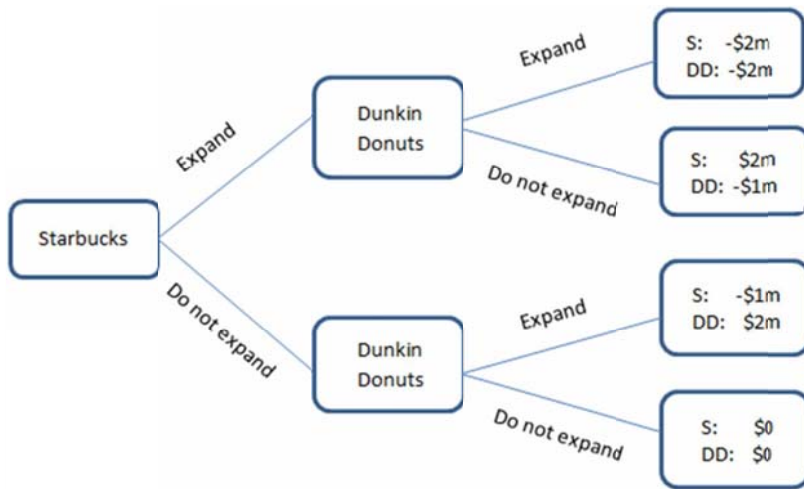 Starbucks
Expand
Do not expand
Dunkin
Donuts
Expand
Do not expand
S: -$2m
DD: -$2m
S: $2m
DD: -$1m
Dunkin
Donuts
Expand
Do not expand
S: -$1m
DD: $2m
S: $0
DD: $0